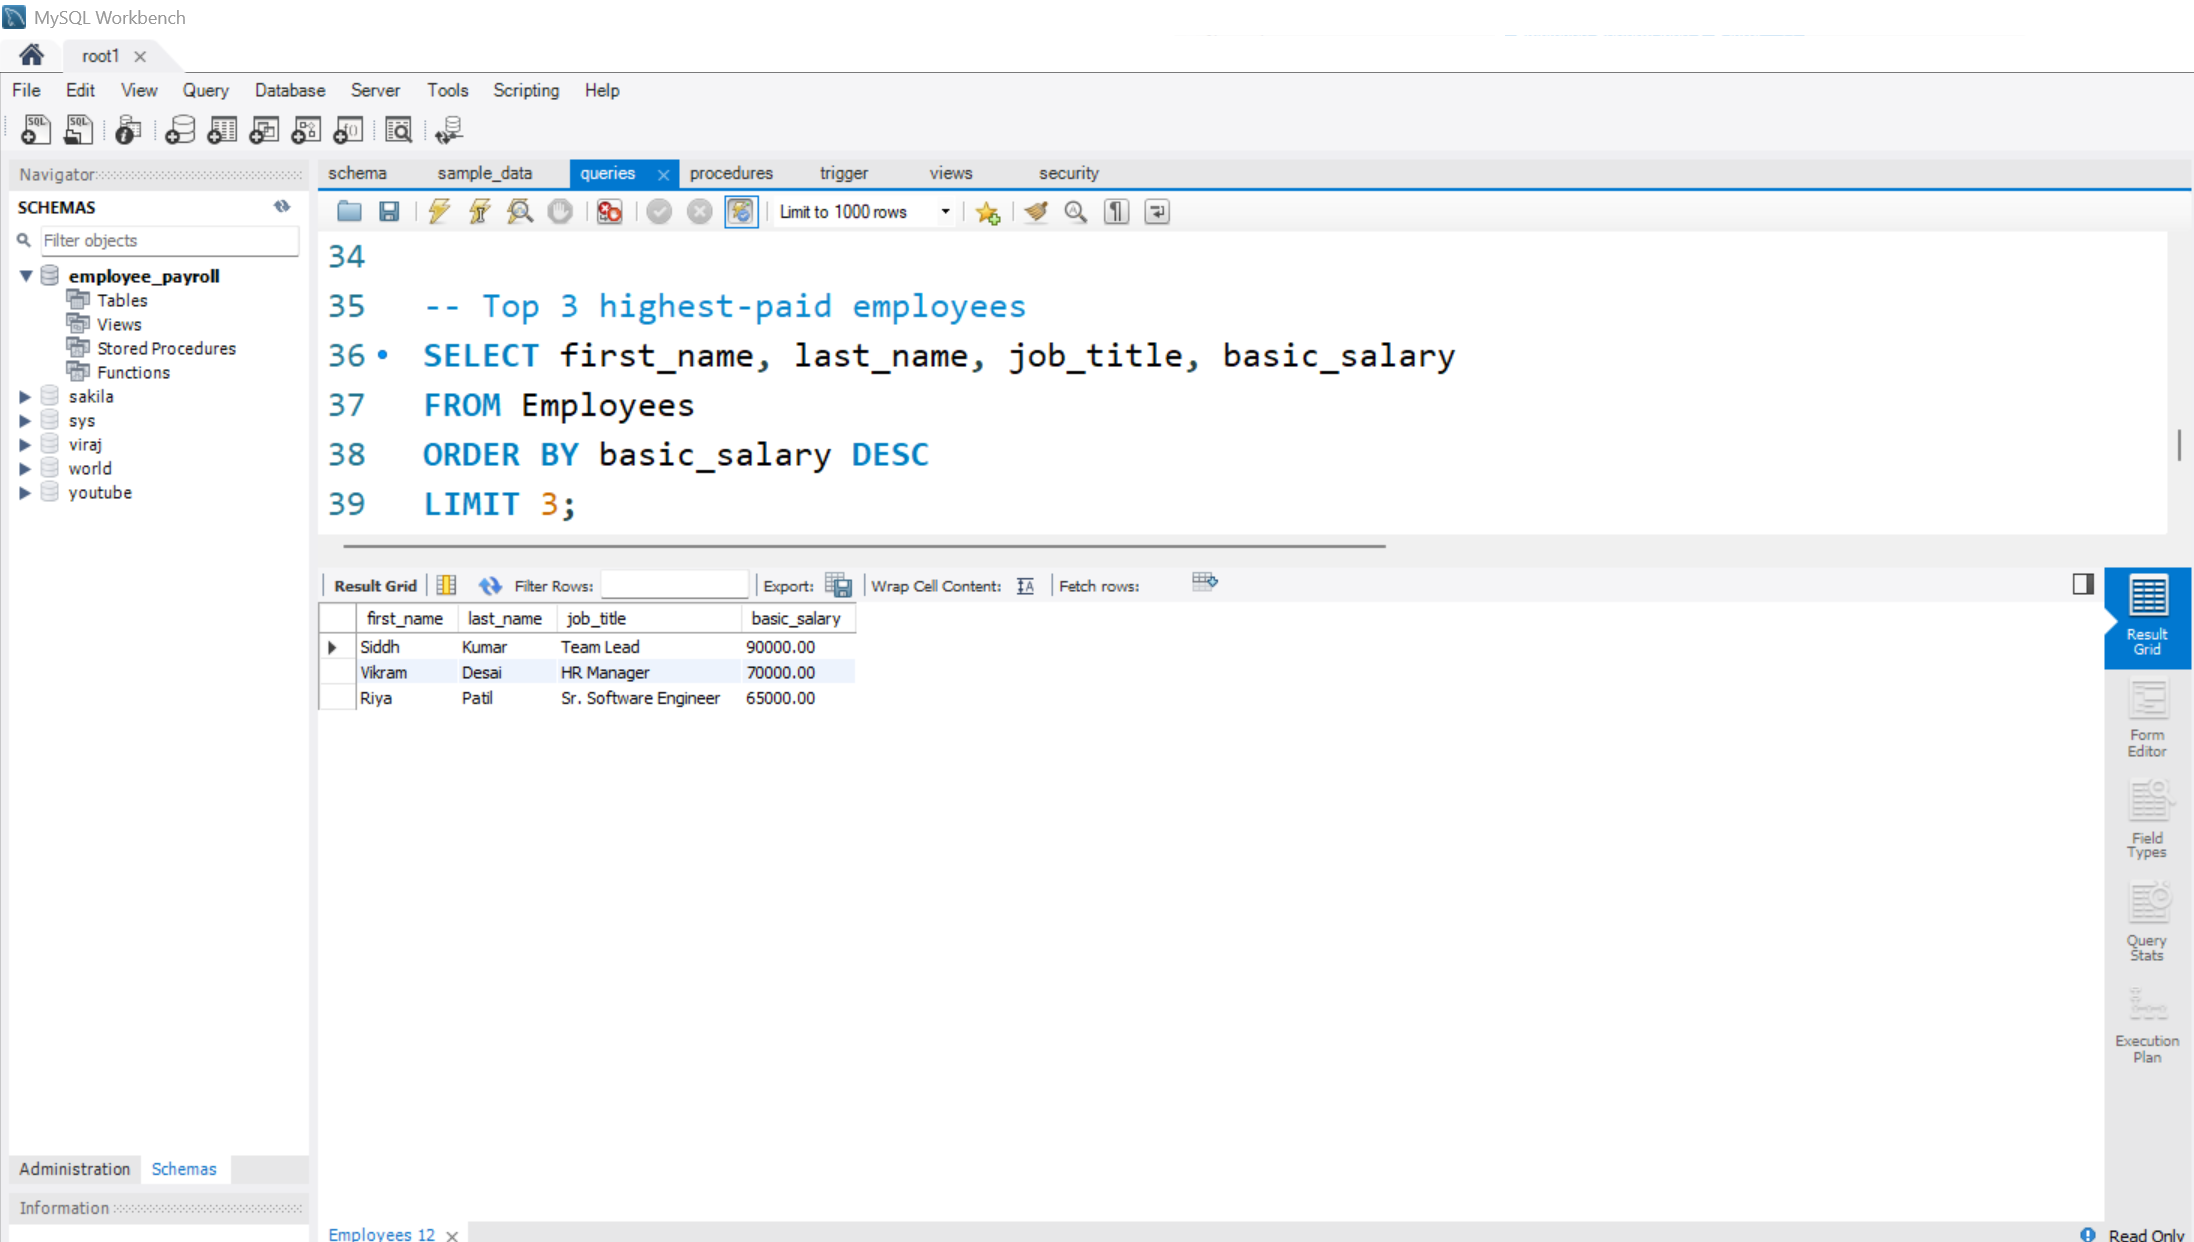 MySQL Workbench
root1
File Edit View Query Database Server Tools Scripting Help
Navigator
SCHEMAS
Filter objects
employee_payroll
Tables
Views
Stored Procedures
Functions
sakila
sys
viraj
world
youtube
Administration Schemas
Information
schema sample_data queries procedures trigger views security
Limit to 1000 rows
34
35 -- Top 3 highest-paid employees
36 SELECT first_name, last_name, job_title, basic_salary
37 FROM Employees
38 ORDER BY basic_salary DESC
39 LIMIT 3;
Result Grid Filter Rows: Export: Wrap Cell Content: Fetch rows:
first_name last_name job_title basic_salary
Siddh Kumar Team Lead 90000.00
Vikram Desai HR Manager 70000.00
Riya Patil Sr. Software Engineer 65000.00
Result
Grid
Form
Editor
Field
Types
Query
Stats
Execution
Plan
Employees 12
Read Only